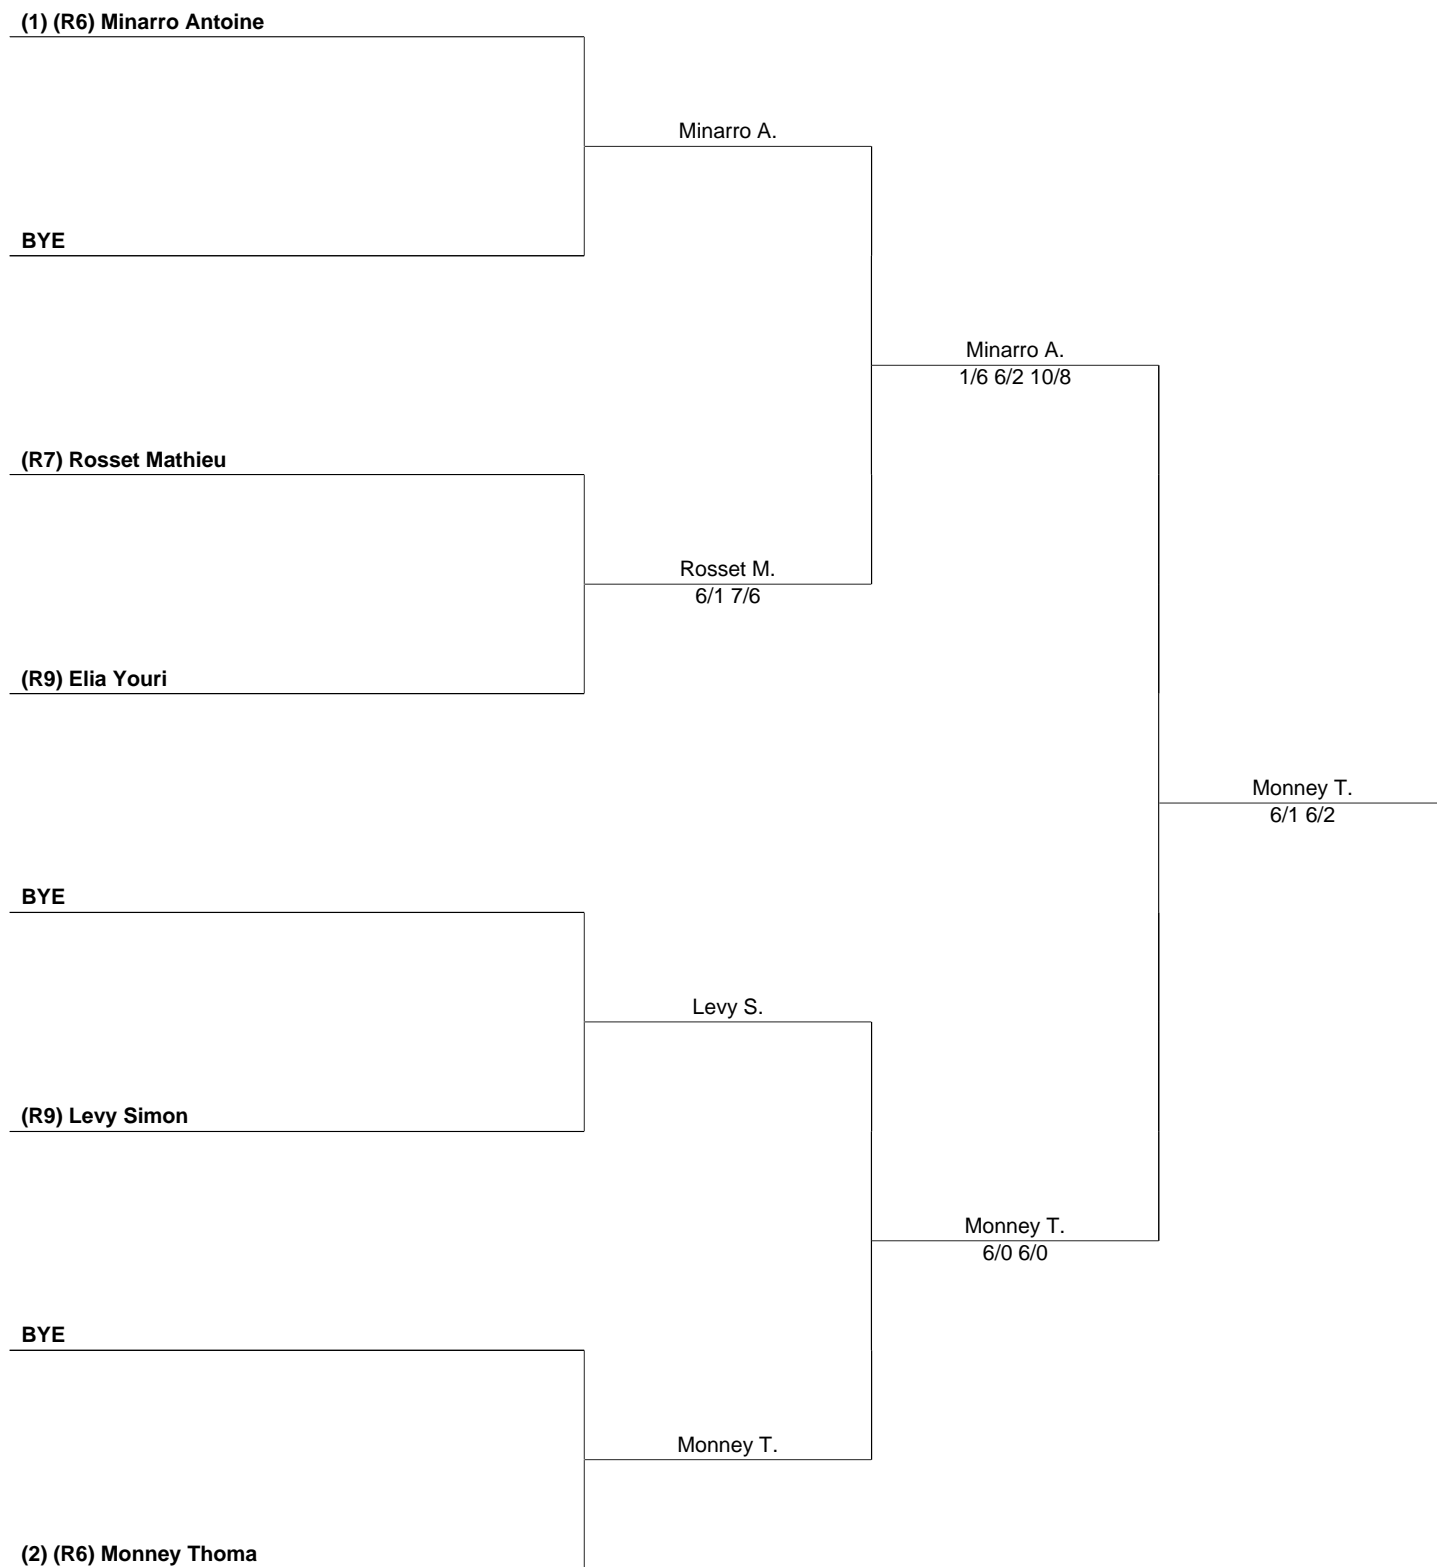 (1) (R6) Minarro Antoine
Minarro A.
BYE
Minarro A.
1/6 6/2 10/8
(R7) Rosset Mathieu
Rosset M.
6/1 7/6
(R9) Elia Youri
Monney T.
6/1 6/2
BYE
Levy S.
(R9) Levy Simon
Monney T.
6/0 6/0
BYE
Monney T.
(2) (R6) Monney Thoma